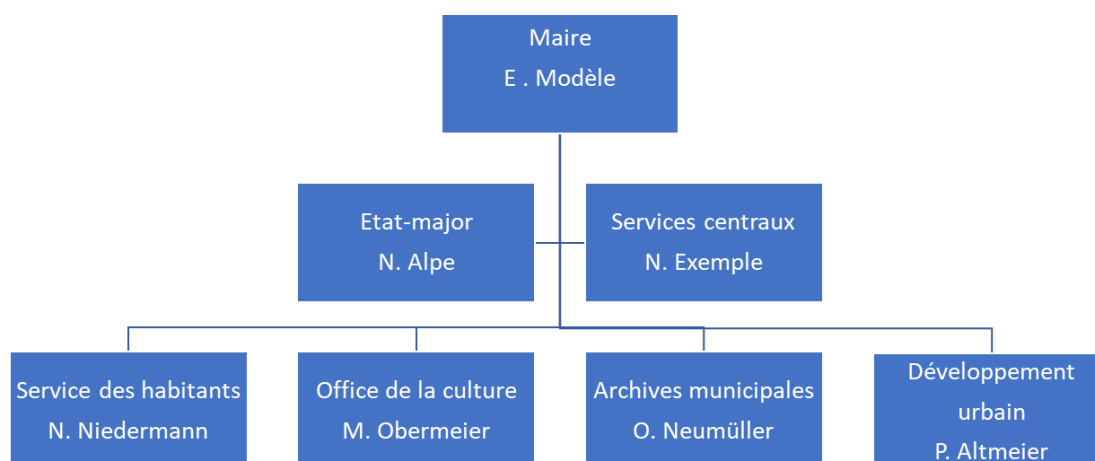 Maire
E . Modèle
Etat-major
N. Alpe
Services centraux
N. Exemple
Service des habitants
N. Niedermann
Office de la culture
M. Obermeier
Archives municipales
O. Neumüller
Développement
urbain
P. Altmeier